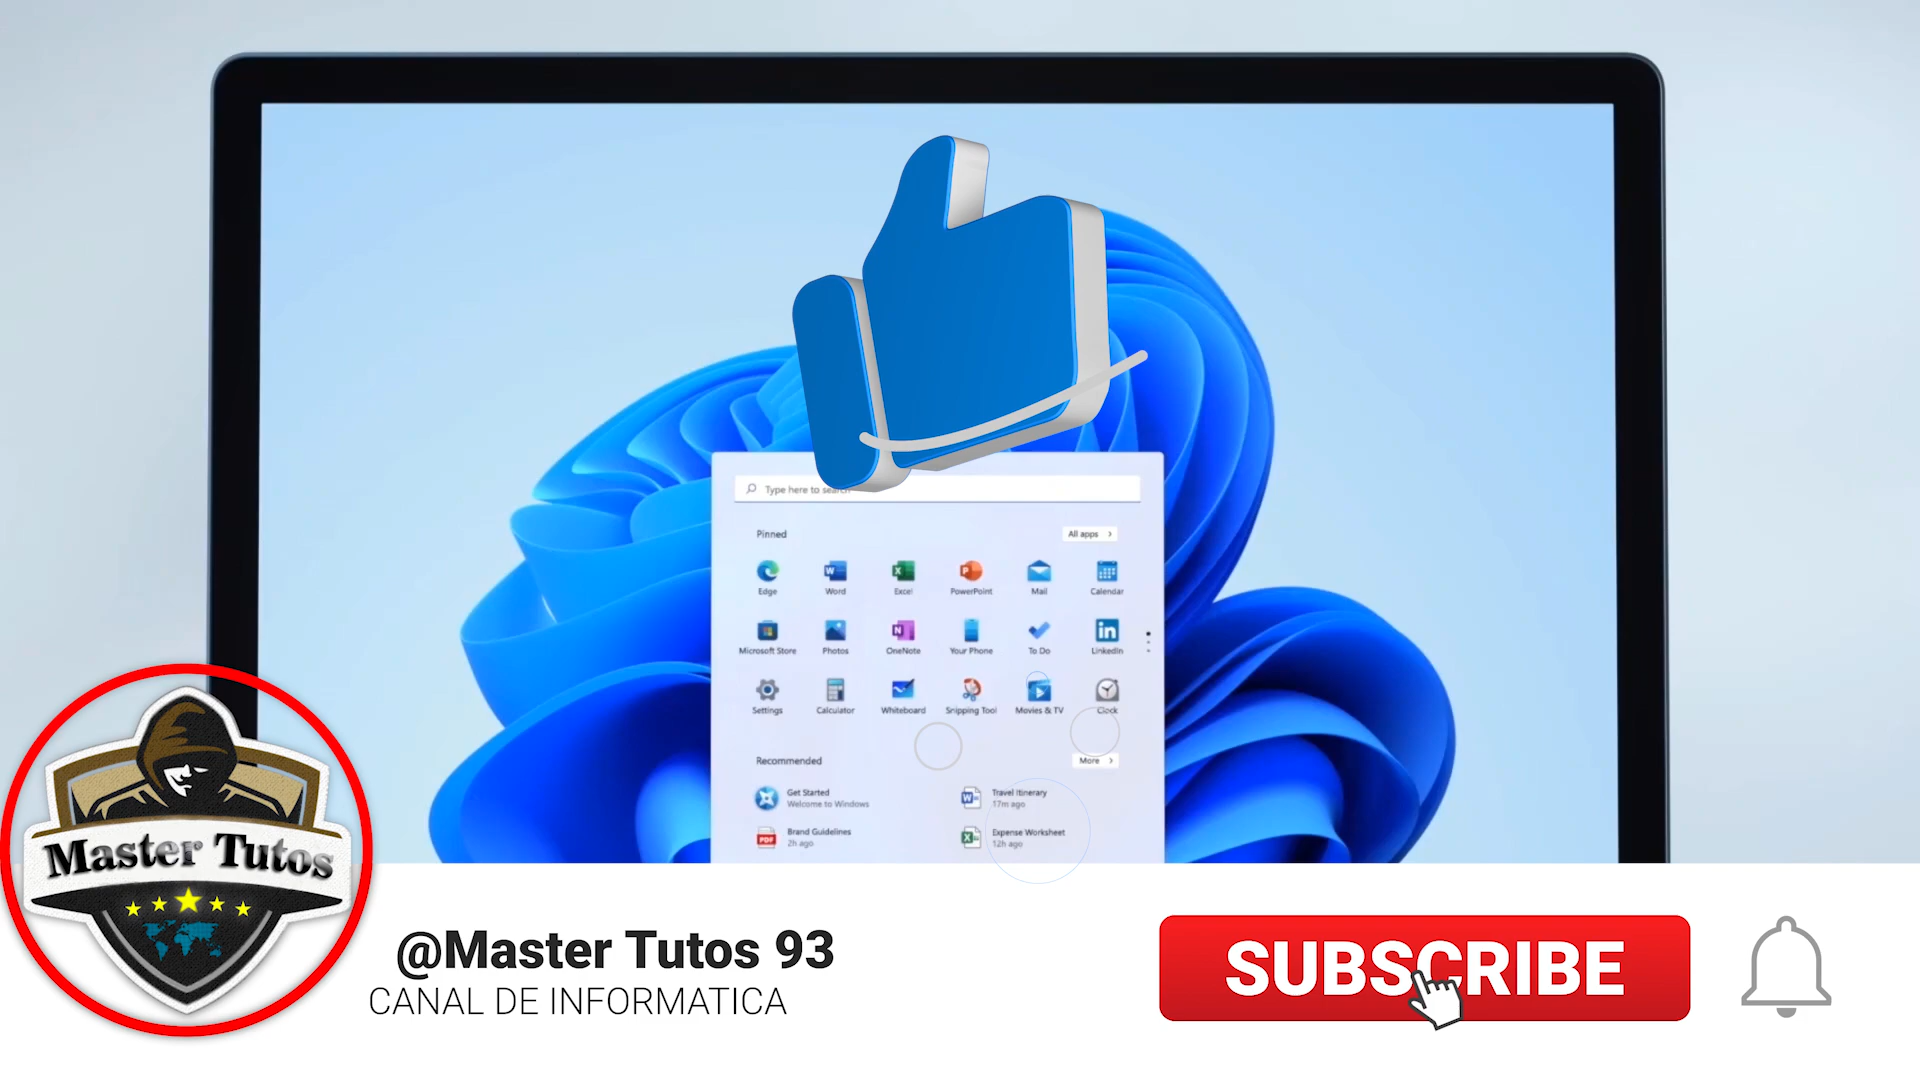 Type here to search
Pinned
All apps
Edge
Word
Excel
PowerPoint
Mail
Calendar
Microsoft Store
Photos
OneNote
Your Phone
To Do
LinkedIn
Settings
Calculator
Whiteboard
Snipping Tool
Movies & TV
Clock
Recommended
More
Get Started
Welcome to Windows
Travel Itinerary
17m ago
PDF
Brand Guidelines
2h ago
Expense Worksheet
12h ago
Master Tutos
@Master Tutos 93
CANAL DE INFORMATICA
SUBSCRIBE